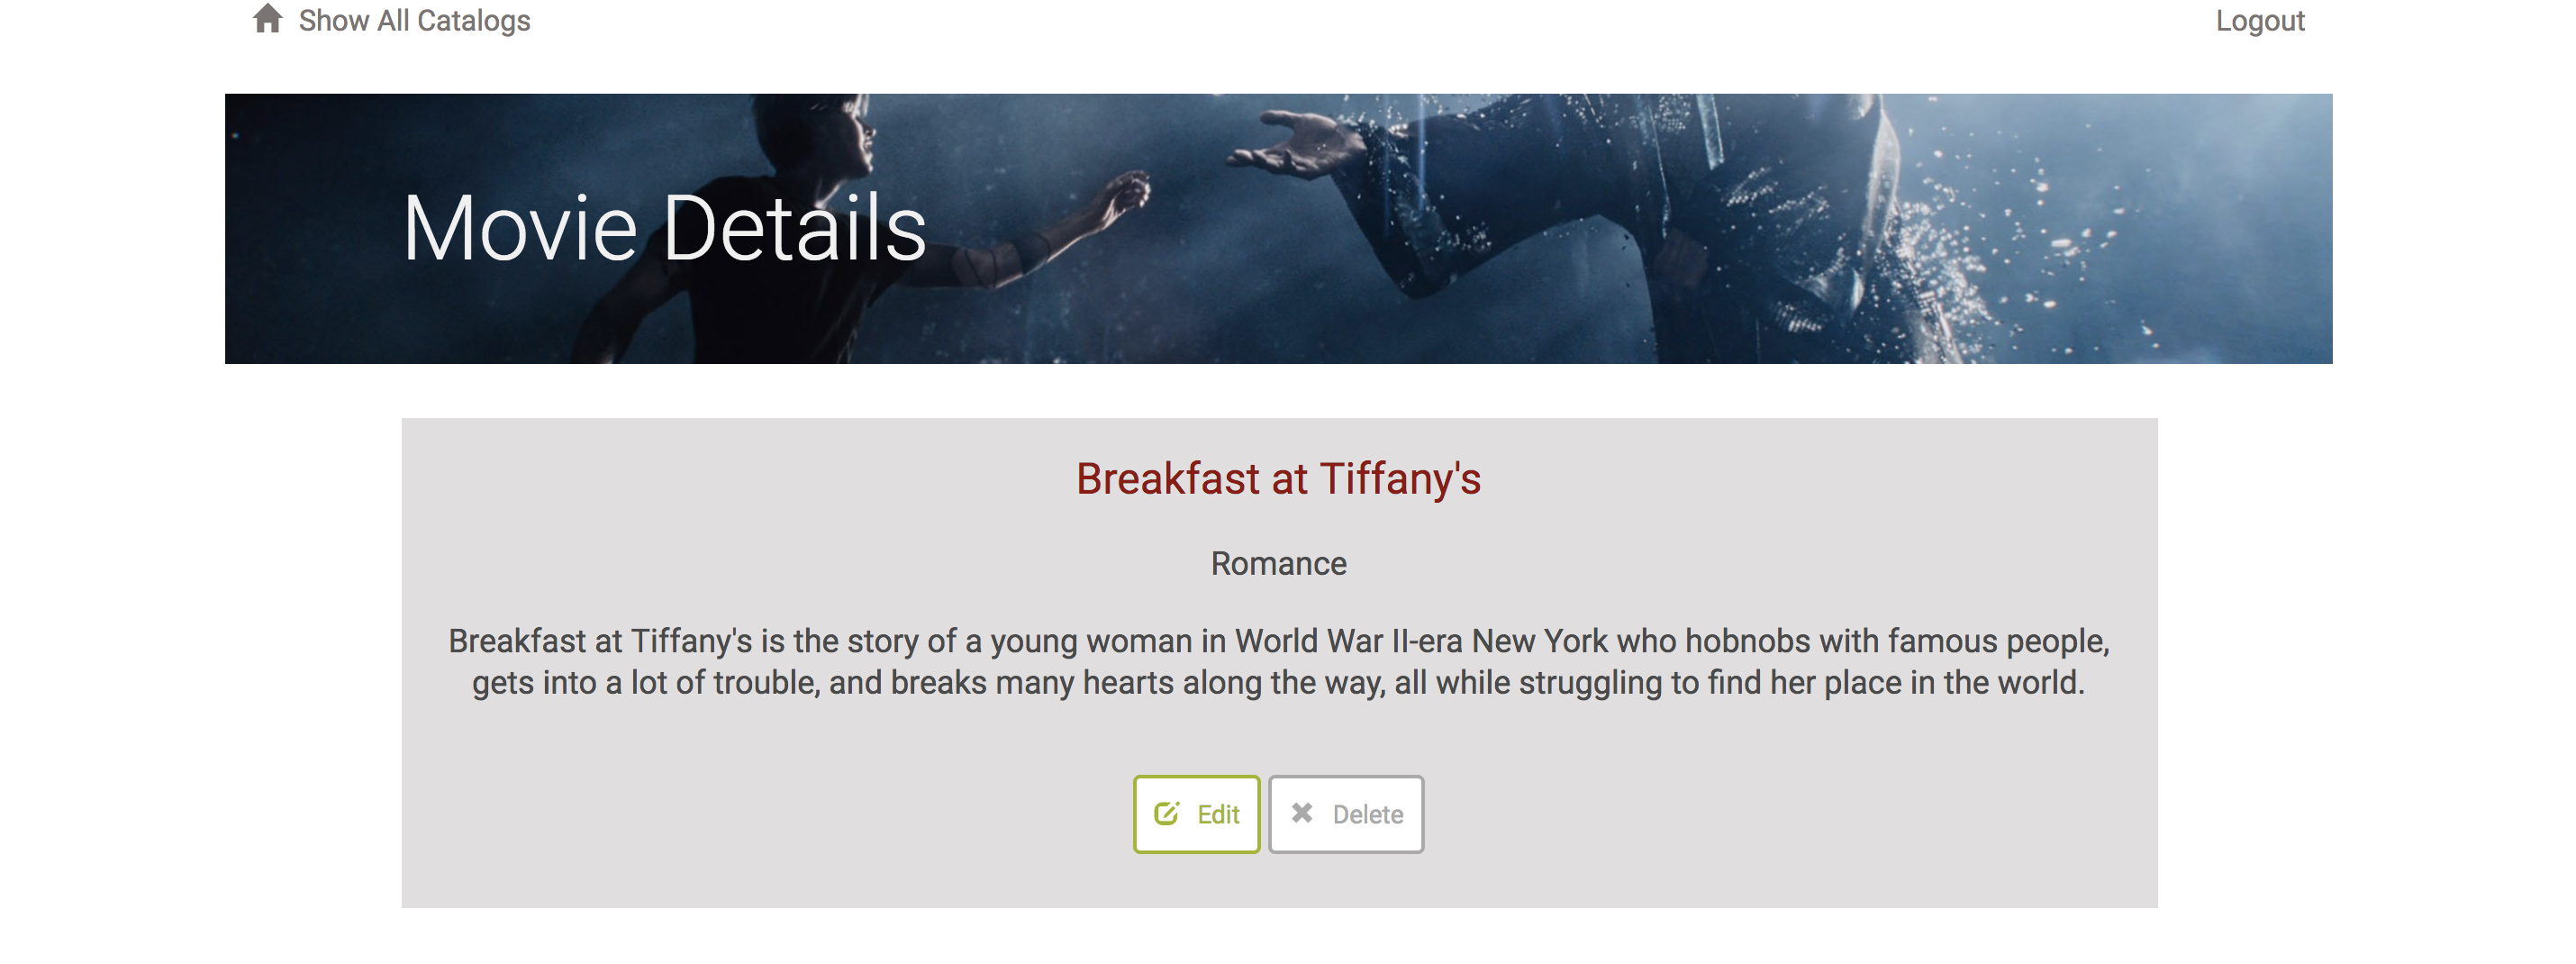 Show All Catalogs
Logout
Movie Details
Breakfast at Tiffany's
Romance
Breakfast at Tiffany's is the story of a young woman in World War II-era New York who hobnobs with famous people,
gets into a lot of trouble, and breaks many hearts along the way, all while struggling to find her place in the world.
Edit
Delete